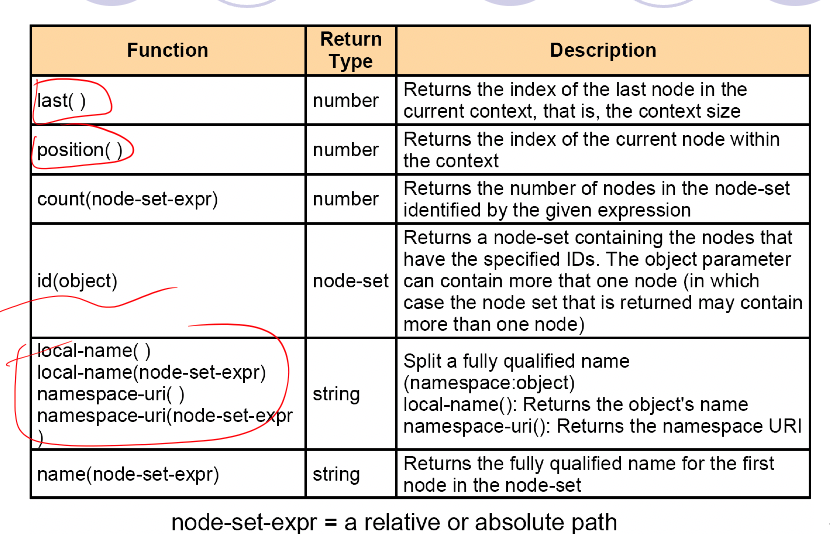 Function
Return
Type
Description
last( )
number
Returns the index of the last node in the
current context, that is, the context size
position( )
number
Returns the index of the current node within
the context
count(node-set-expr)
number
Returns the number of nodes in the node-set
identified by the given expression
id(object)
node-set
Returns a node-set containing the nodes that
have the specified IDs. The object parameter
can contain more that one node (in which
case the node set that is returned may contain
more than one node)
local-name( )
local-name(node-set-expr)
namespace-uri( )
namespace-uri(node-set-expr
)
string
Split a fully qualified name
(namespace:object)
local-name(): Returns the object's name
namespace-uri(): Returns the namespace URI
name(node-set-expr)
string
Returns the fully qualified name for the first
node in the node-set
node-set-expr = a relative or absolute path